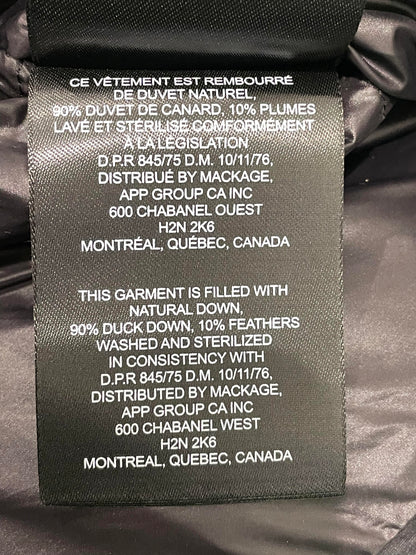 CE VÊTEMENT EST REMBOURRÉ
DE DUVET NATUREL,
90% DUVET DE CANARD, 10% PLUMES
LAVÉ ET STÉRILISÉ CONFORMÉMENT
À LA LÉGISLATION
D.P.R 845/75 D.M. 10/11/76,
DISTRIBUÉ BY MACKAGE,
APP GROUP CA INC
600 CHABANEL OUEST
H2N 2K6
MONTRÉAL, QUÉBEC, CANADA
THIS GARMENT IS FILLED WITH
NATURAL DOWN,
90% DUCK DOWN, 10% FEATHERS
WASHED AND STERILIZED
IN CONSISTENCY WITH
D.P.R 845/75 D.M. 10/11/76,
DISTRIBUTED BY MACKAGE,
APP GROUP CA INC
600 CHABANEL WEST
H2N 2K6
MONTREAL, QUEBEC, CANADA